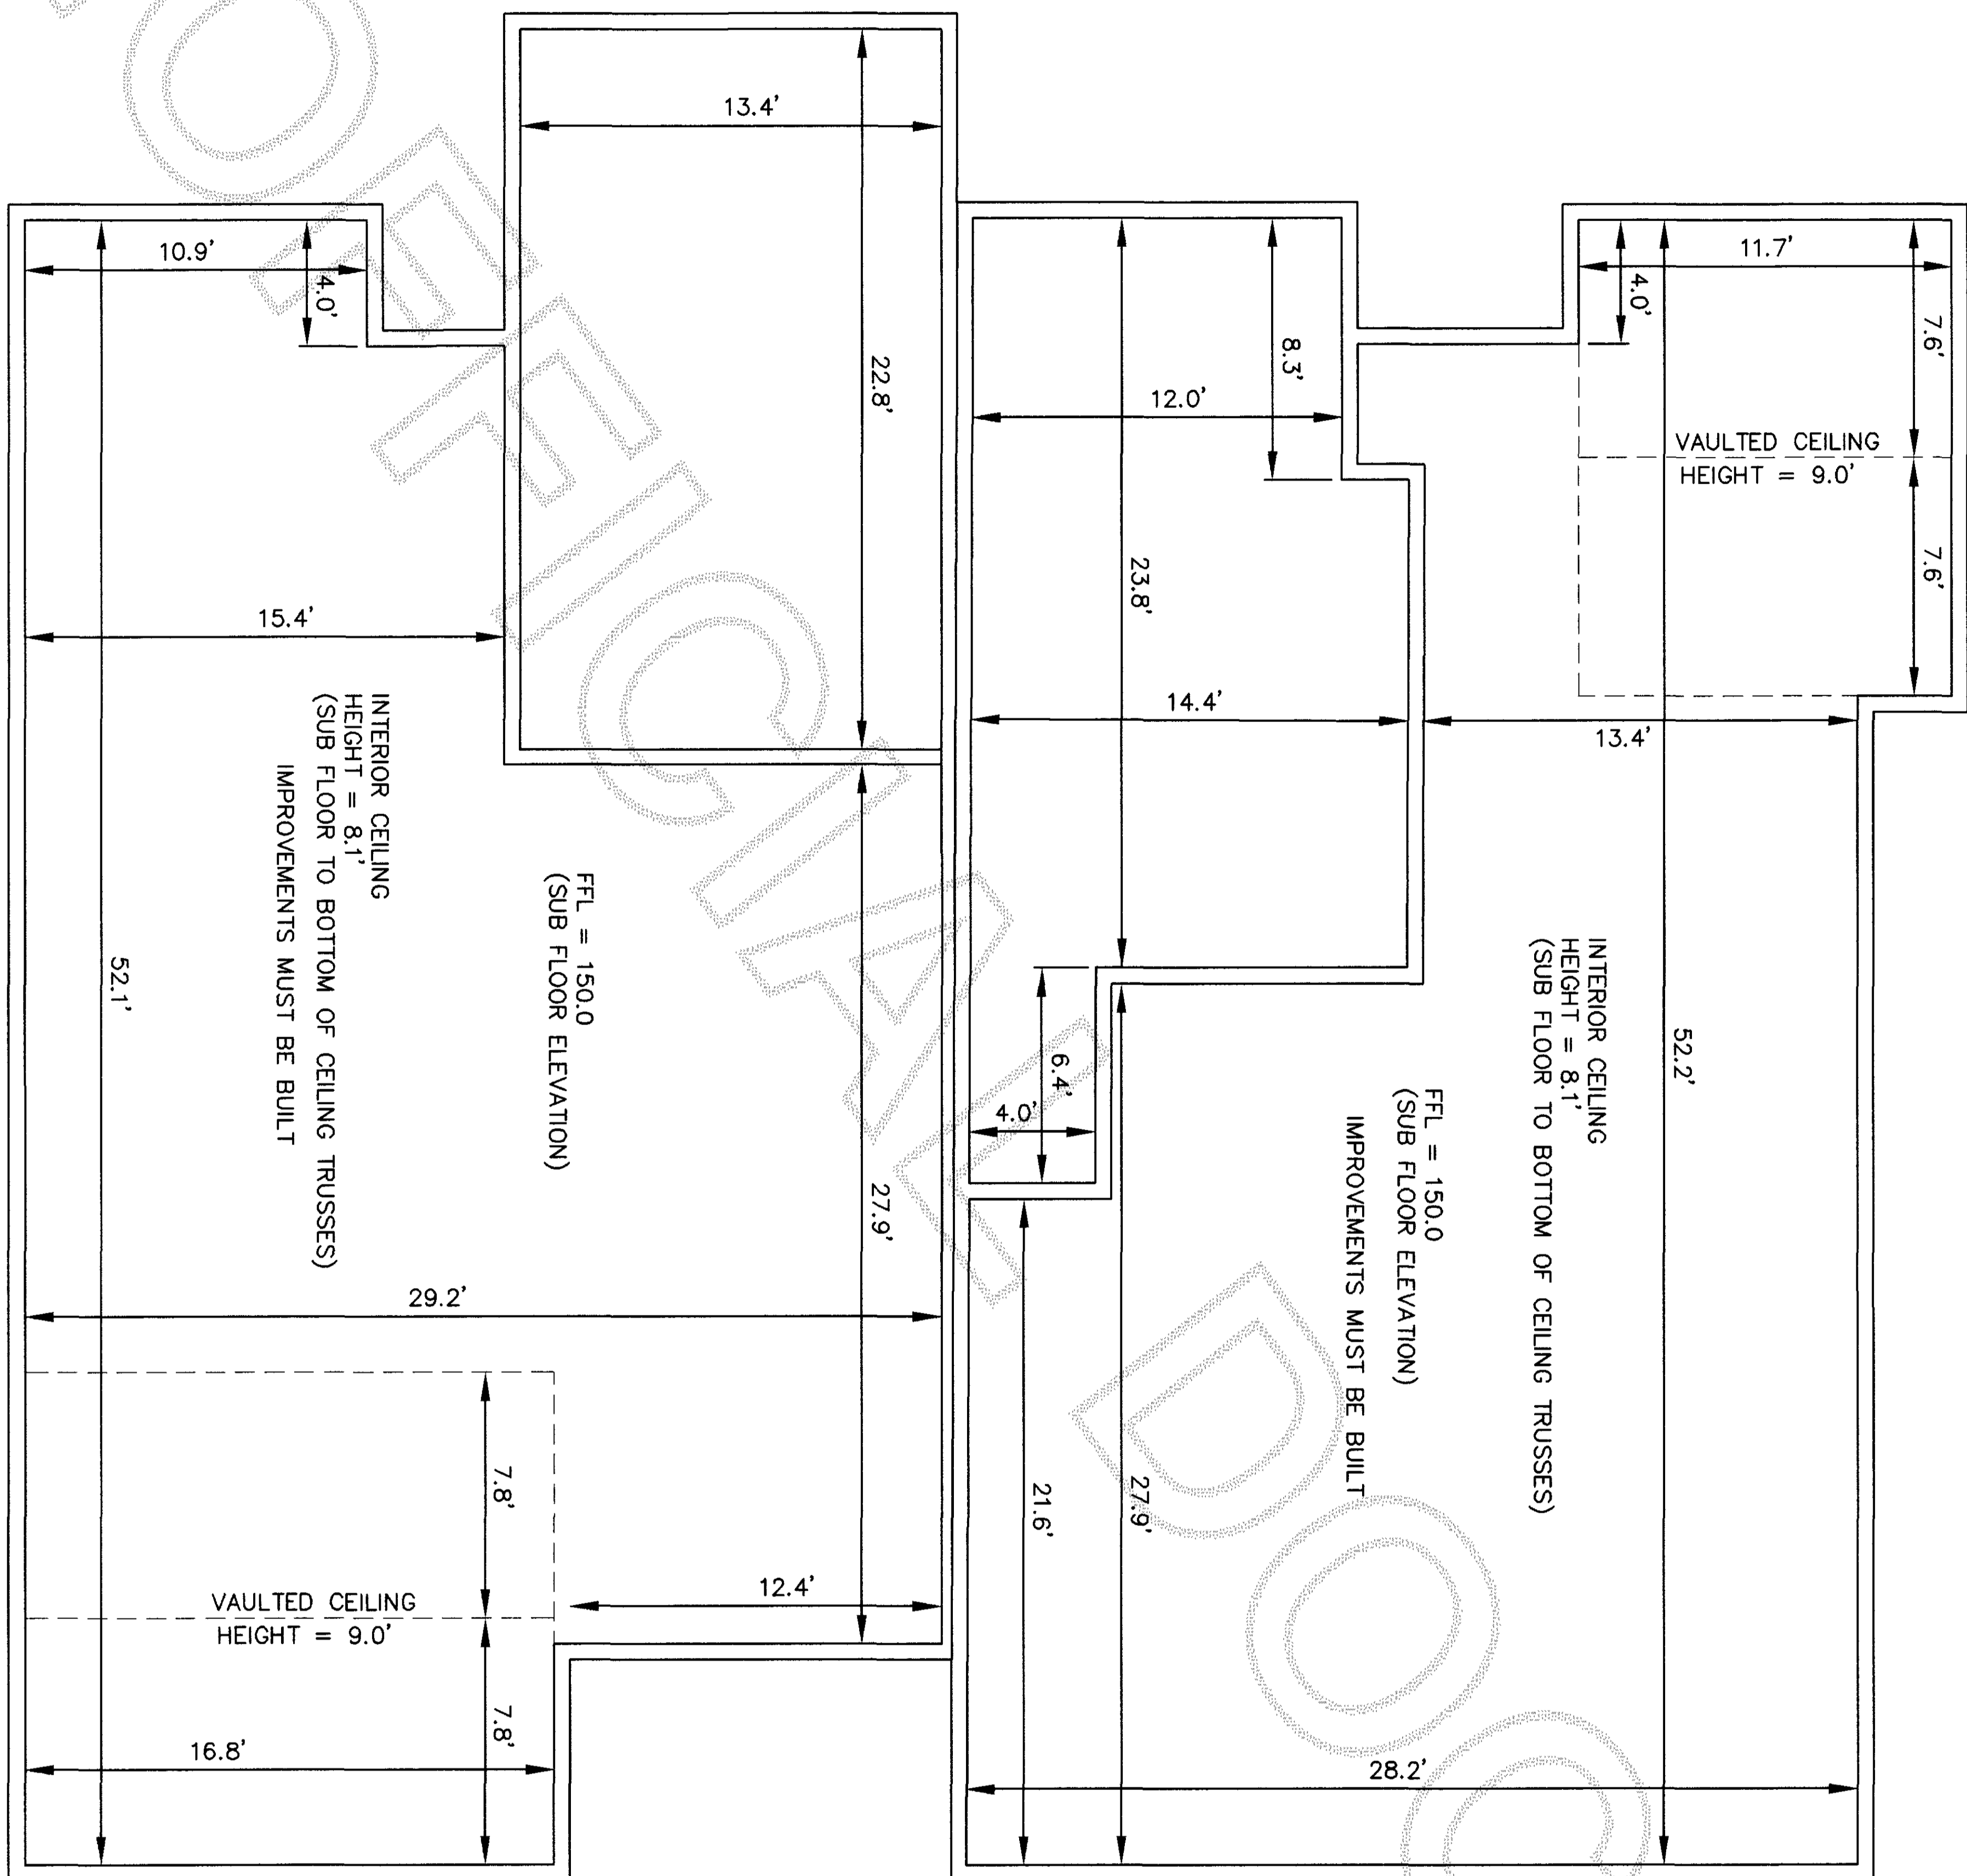 13.4'
22.8'
10.9'
4.0'
15.4'
52.1'
INTERIOR CEILING
HEIGHT = 8.1'
(SUB FLOOR TO BOTTOM OF CEILING TRUSSES)
IMPROVEMENTS MUST BE BUILT
FFL = 150.0
(SUB FLOOR ELEVATION)
27.9'
29.2'
7.8'
12.4'
VAULTED CEILING
HEIGHT = 9.0'
7.8'
16.8'
11.7'
4.0'
7.6'
8.3'
12.0'
VAULTED CEILING
HEIGHT = 9.0'
7.6'
23.8'
14.4'
13.4'
INTERIOR CEILING
HEIGHT = 8.1'
(SUB FLOOR TO BOTTOM OF CEILING TRUSSES)
52.2'
FFL = 150.0
(SUB FLOOR ELEVATION)
IMPROVEMENTS MUST BE BUILT
6.4'
4.0'
21.6'
27.9'
28.2'
OFFICIAL DOC